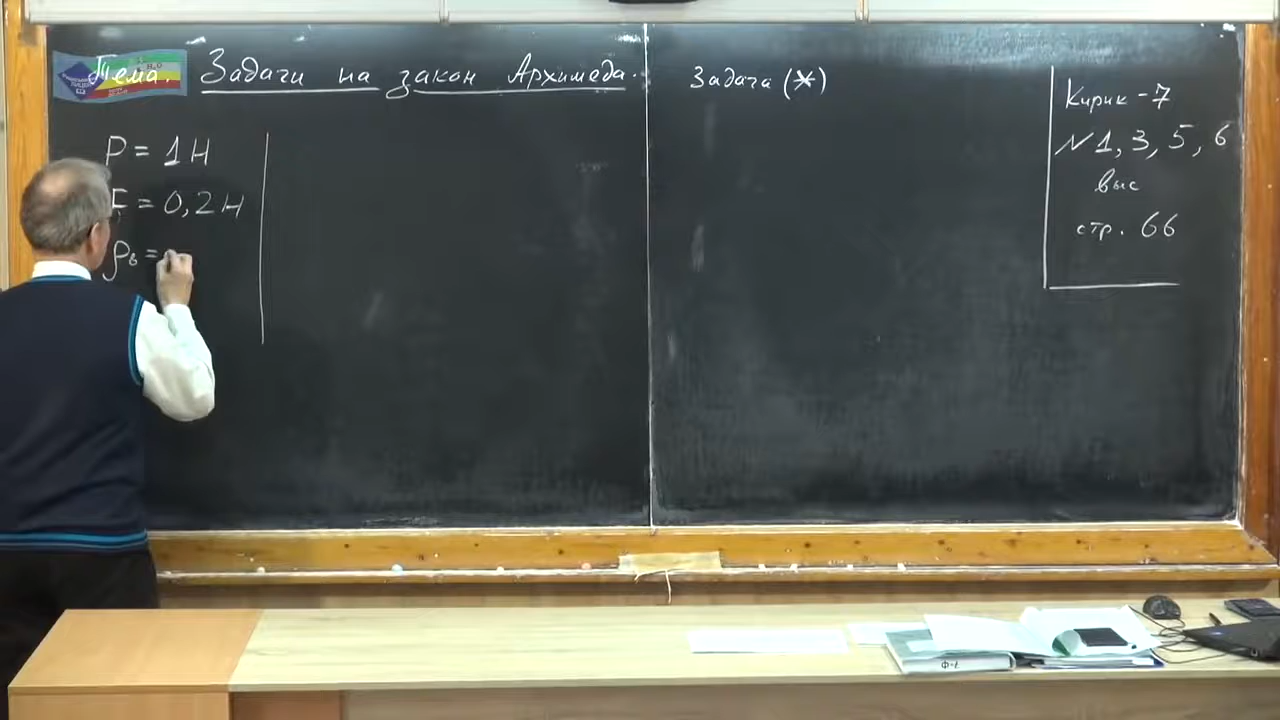 Тема. Задачи на закон Архимеда.
P = 1 Н
F = 0,2 Н
ρв =
Задача (*)
Кирик - 7
№ 1, 3, 5, 6
выс
стр. 66
Ф-7